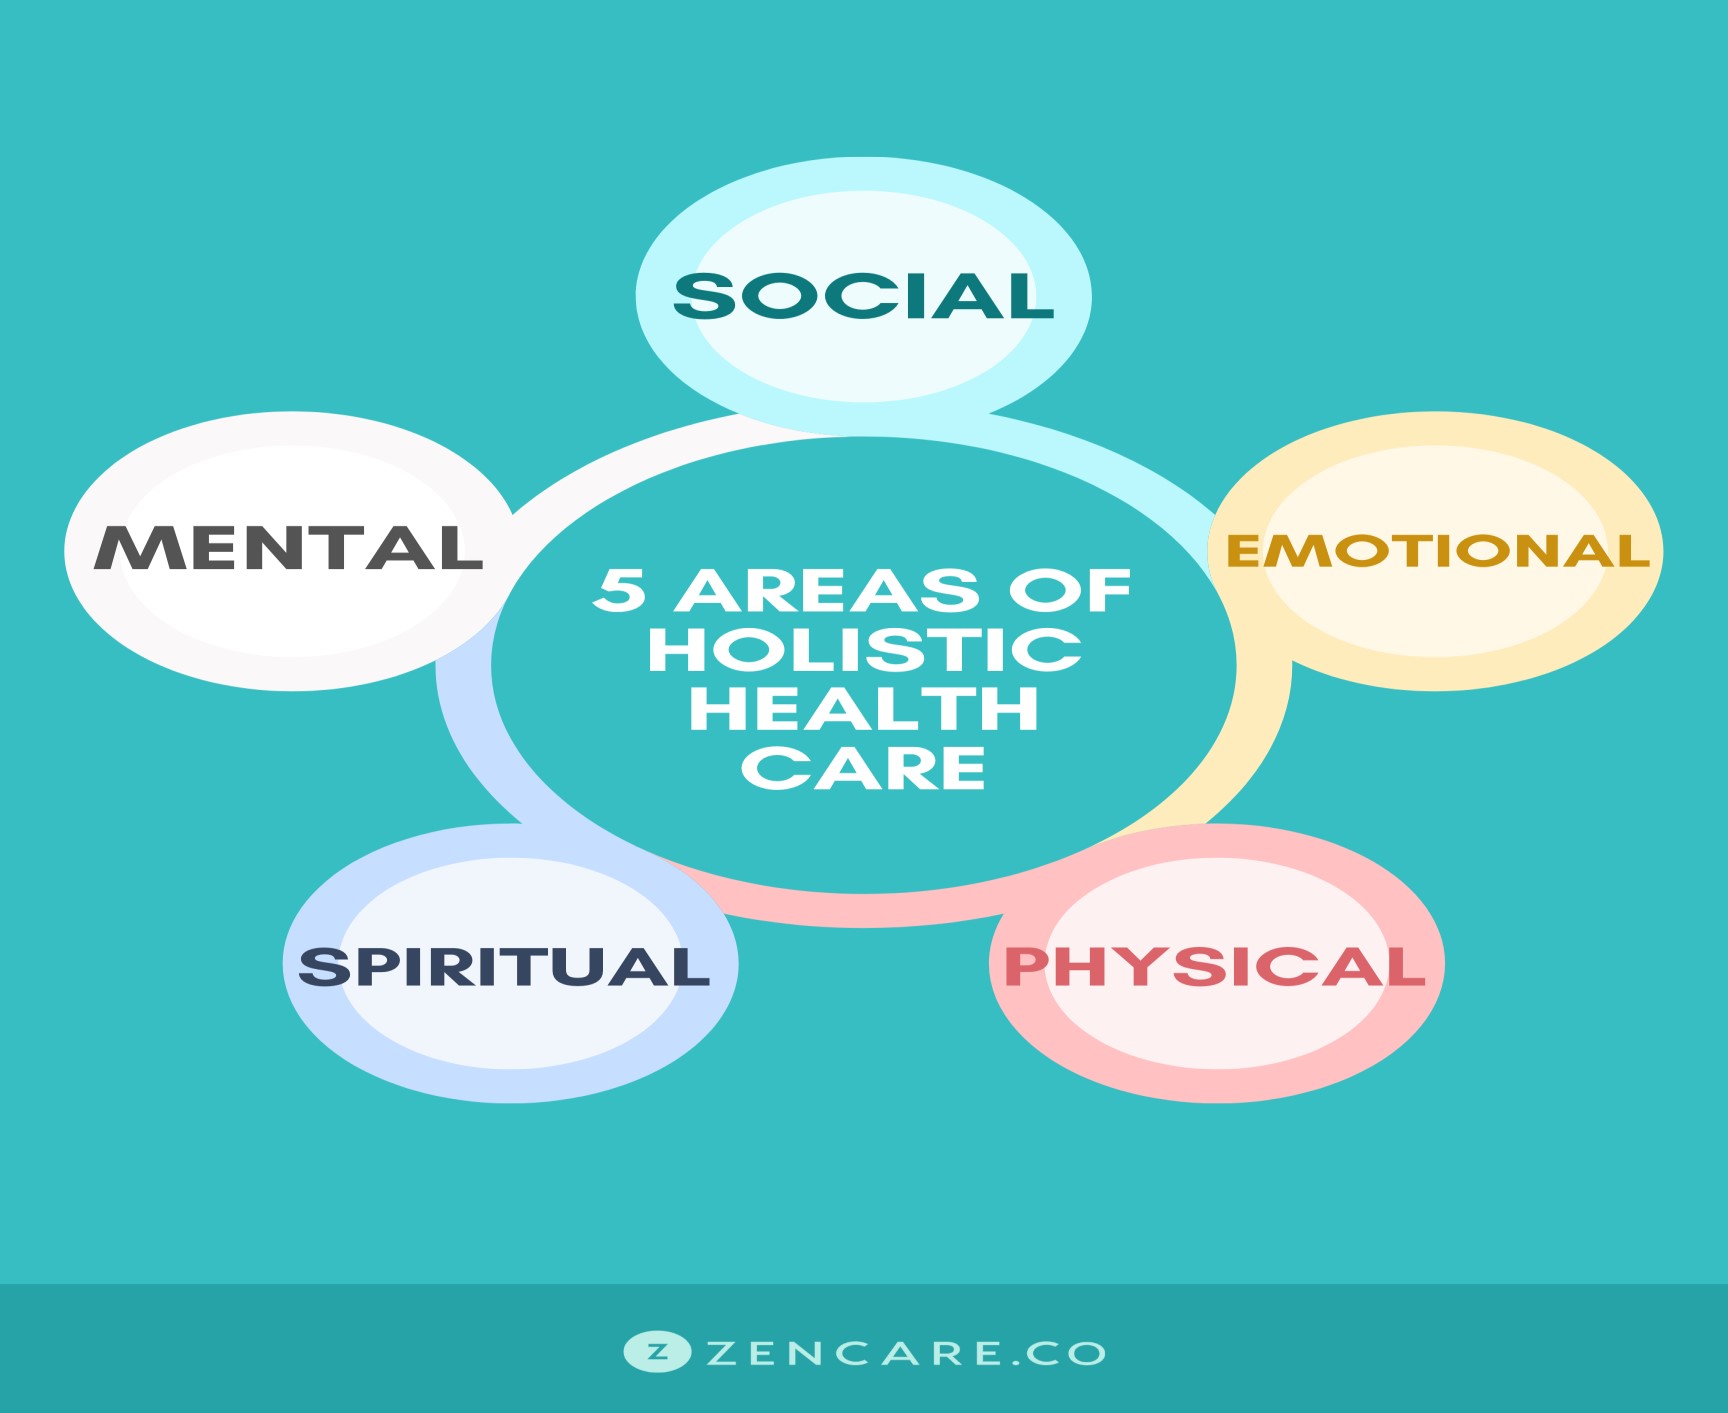 SOCIAL
MENTAL
EMOTIONAL
5 AREAS OF
HOLISTIC
HEALTH
CARE
SPIRITUAL
PHYSICAL
Z ZENCARE.CO